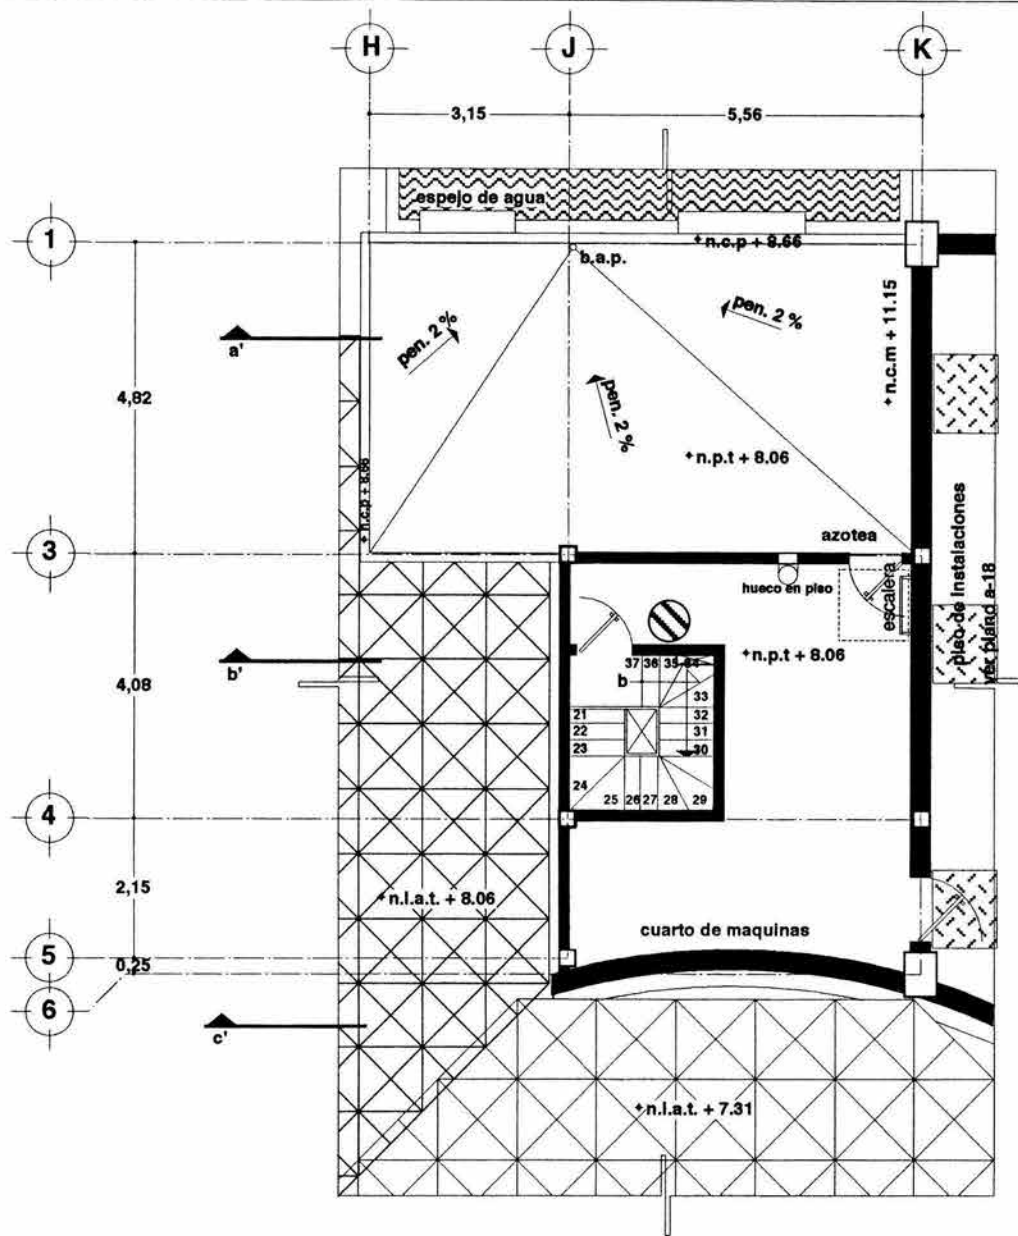 H
J
K
3,15
5,56
espejo de agua
1
n.c.p + 8.66
b.a.p.
pen. 2 %
pen. 2 %
n.c.m + 11.15
a'
pen. 2 %
4,82
n.p.t + 8.06
n.c.p + 8.66
azotea
3
hueco en piso
escalera
piso de instalaciones
ver plano a-18
n.p.t + 8.06
b'
4,08
37 36 35 34
b
33
21
32
22
31
23
30
24
25 26 27 28 29
4
2,15
n.l.a.t. + 8.06
cuarto de maquinas
5
0,25
6
c'
n.l.a.t. + 7.31